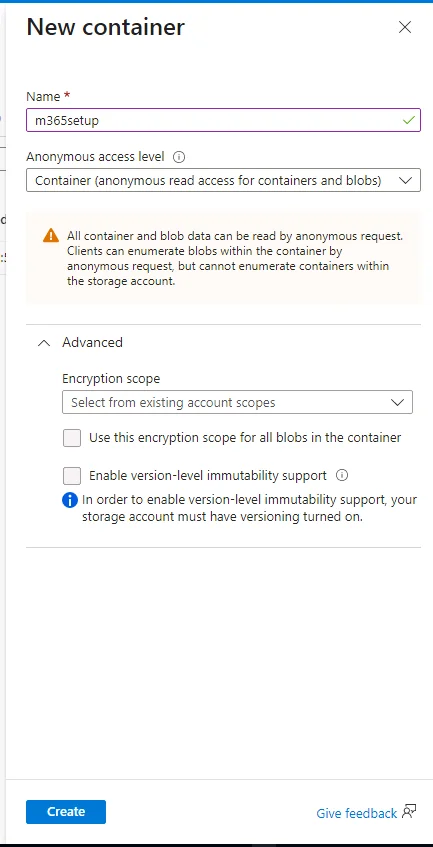 New container
Name *
m365setup
Anonymous access level
Container (anonymous read access for containers and blobs)
All container and blob data can be read by anonymous request.
Clients can enumerate blobs within the container by
anonymous request, but cannot enumerate containers within
the storage account.
Advanced
Encryption scope
Select from existing account scopes
Use this encryption scope for all blobs in the container
Enable version-level immutability support
In order to enable version-level immutability support, your
storage account must have versioning turned on.
Create
Give feedback